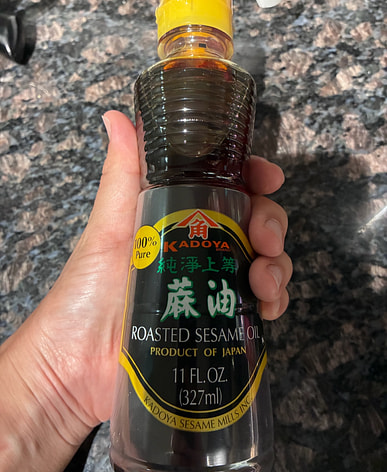 角
KADOYA
100%
Pure
純淨上等
蔴油
ROASTED SESAME OIL
PRODUCT OF JAPAN
11 FL.OZ.
(327ml)
KADOYA SESAME MILLS INC.